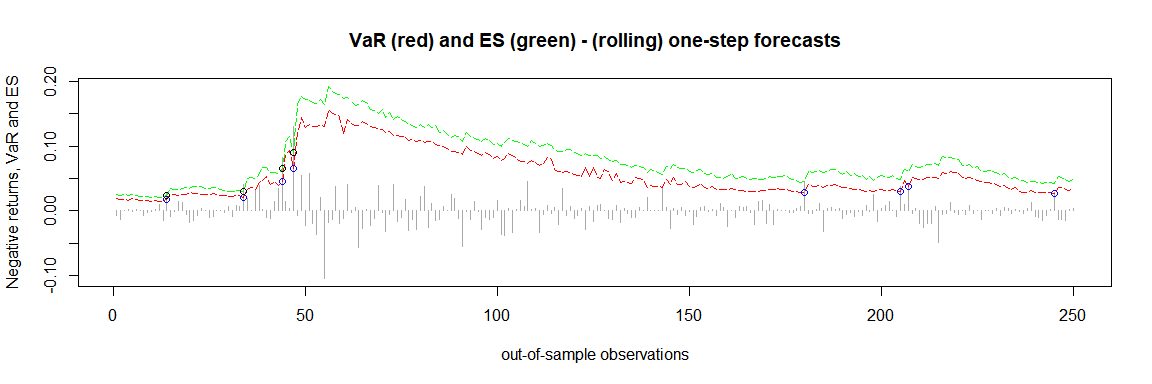 VaR (red) and ES (green) - (rolling) one-step forecasts
Negative returns, VaR and ES
0.20
0.10
0.00
-0.10
0 50 100 150 200 250
out-of-sample observations